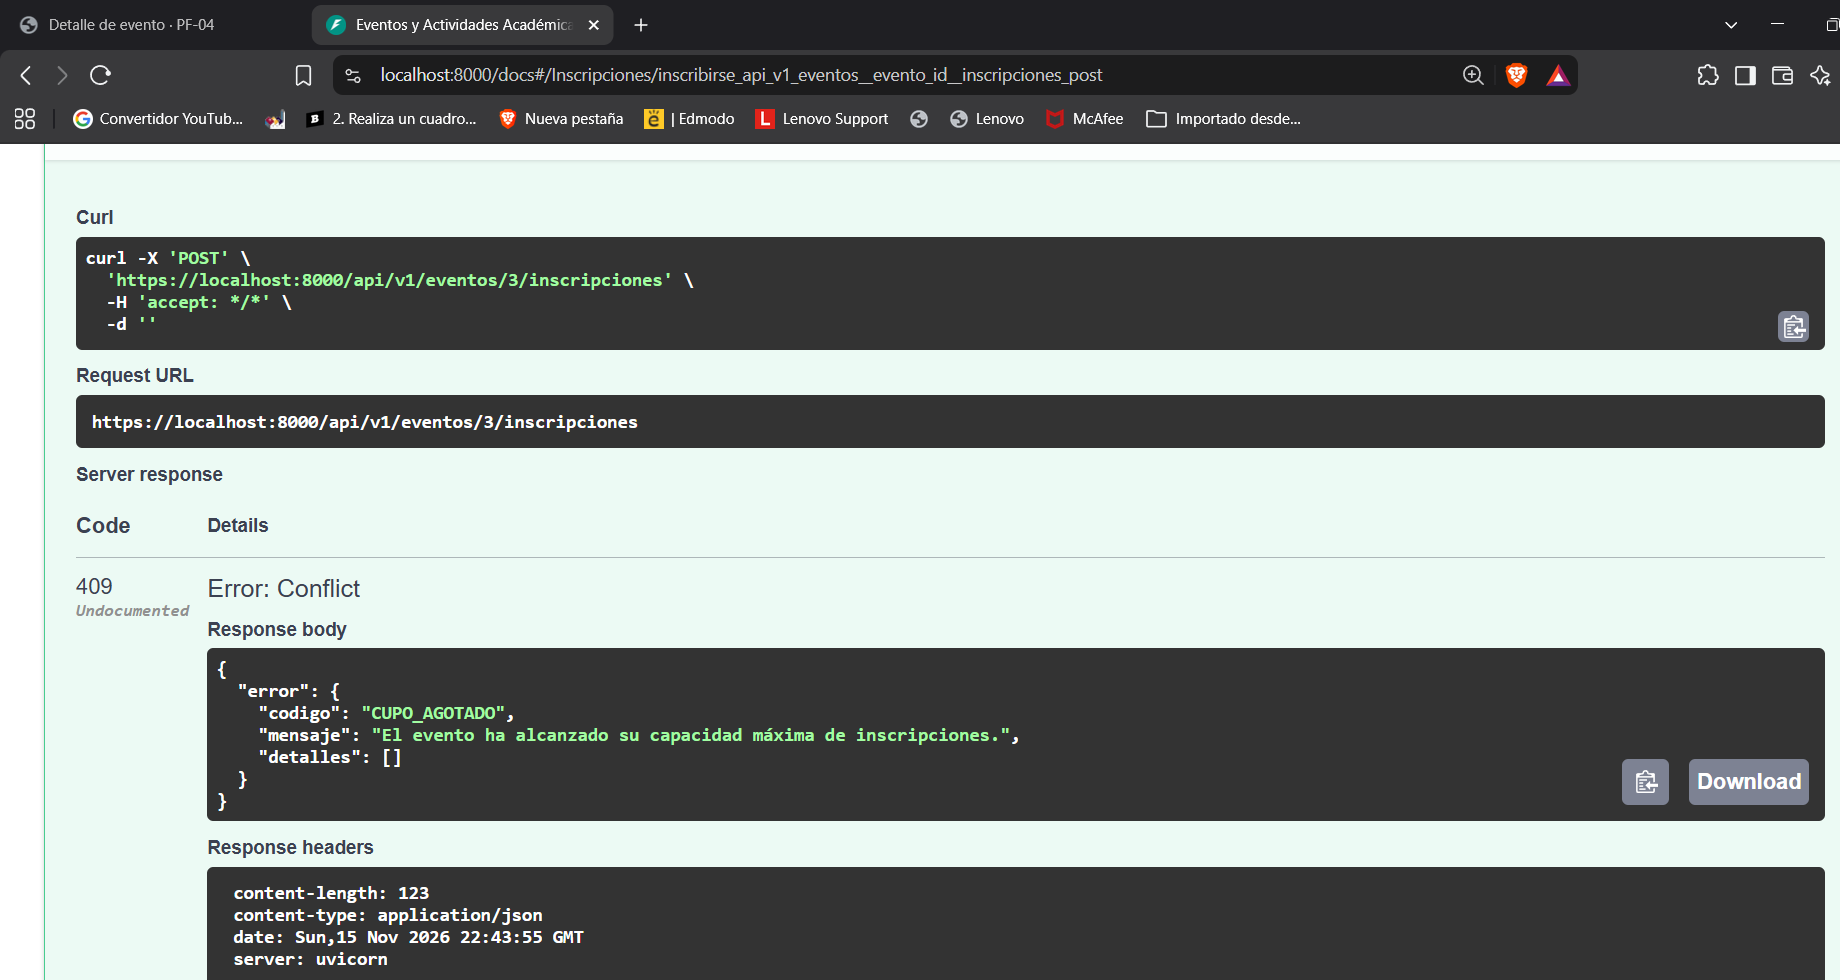 Detalle de evento · PF-04
Eventos y Actividades Académica
localhost:8000/docs#/Inscripciones/inscribirse_api_v1_eventos__evento_id__inscripciones_post
Convertidor YouTub...
2. Realiza un cuadro...
Nueva pestaña
| Edmodo
Lenovo Support
Lenovo
McAfee
Importado desde...
Curl
curl -X 'POST' \
'https://localhost:8000/api/v1/eventos/3/inscripciones' \
-H 'accept: */*' \
-d ''
Request URL
https://localhost:8000/api/v1/eventos/3/inscripciones
Server response
Code Details
409 Error: Conflict
Undocumented
Response body
{
"error": {
"codigo": "CUPO_AGOTADO",
"mensaje": "El evento ha alcanzado su capacidad máxima de inscripciones.",
"detalles": []
}
}
Download
Response headers
content-length: 123
content-type: application/json
date: Sun,15 Nov 2026 22:43:55 GMT
server: uvicorn